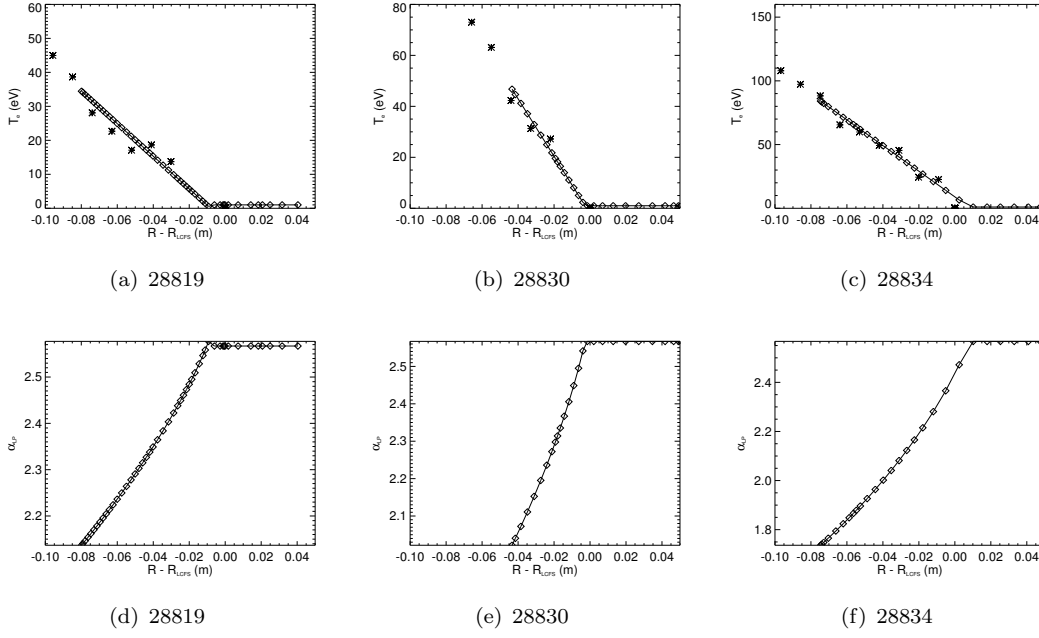 60
50
40
30
20
10
0
Tₑ (eV)
-0.10 -0.08 -0.06 -0.04 -0.02 0.00 0.02 0.04
R - R_LCFS (m)
(a) 28819
80
60
40
20
0
Tₑ (eV)
-0.10 -0.08 -0.06 -0.04 -0.02 0.00 0.02 0.04
R - R_LCFS (m)
(b) 28830
150
100
50
0
Tₑ (eV)
-0.10 -0.08 -0.06 -0.04 -0.02 0.00 0.02 0.04
R - R_LCFS (m)
(c) 28834
2.5
2.4
2.3
2.2
α_LP
-0.10 -0.08 -0.06 -0.04 -0.02 0.00 0.02 0.04
R - R_LCFS (m)
(d) 28819
2.5
2.4
2.3
2.2
2.1
α_LP
-0.10 -0.08 -0.06 -0.04 -0.02 0.00 0.02 0.04
R - R_LCFS (m)
(e) 28830
2.4
2.2
2.0
1.8
α_LP
-0.10 -0.08 -0.06 -0.04 -0.02 0.00 0.02 0.04
R - R_LCFS (m)
(f) 28834